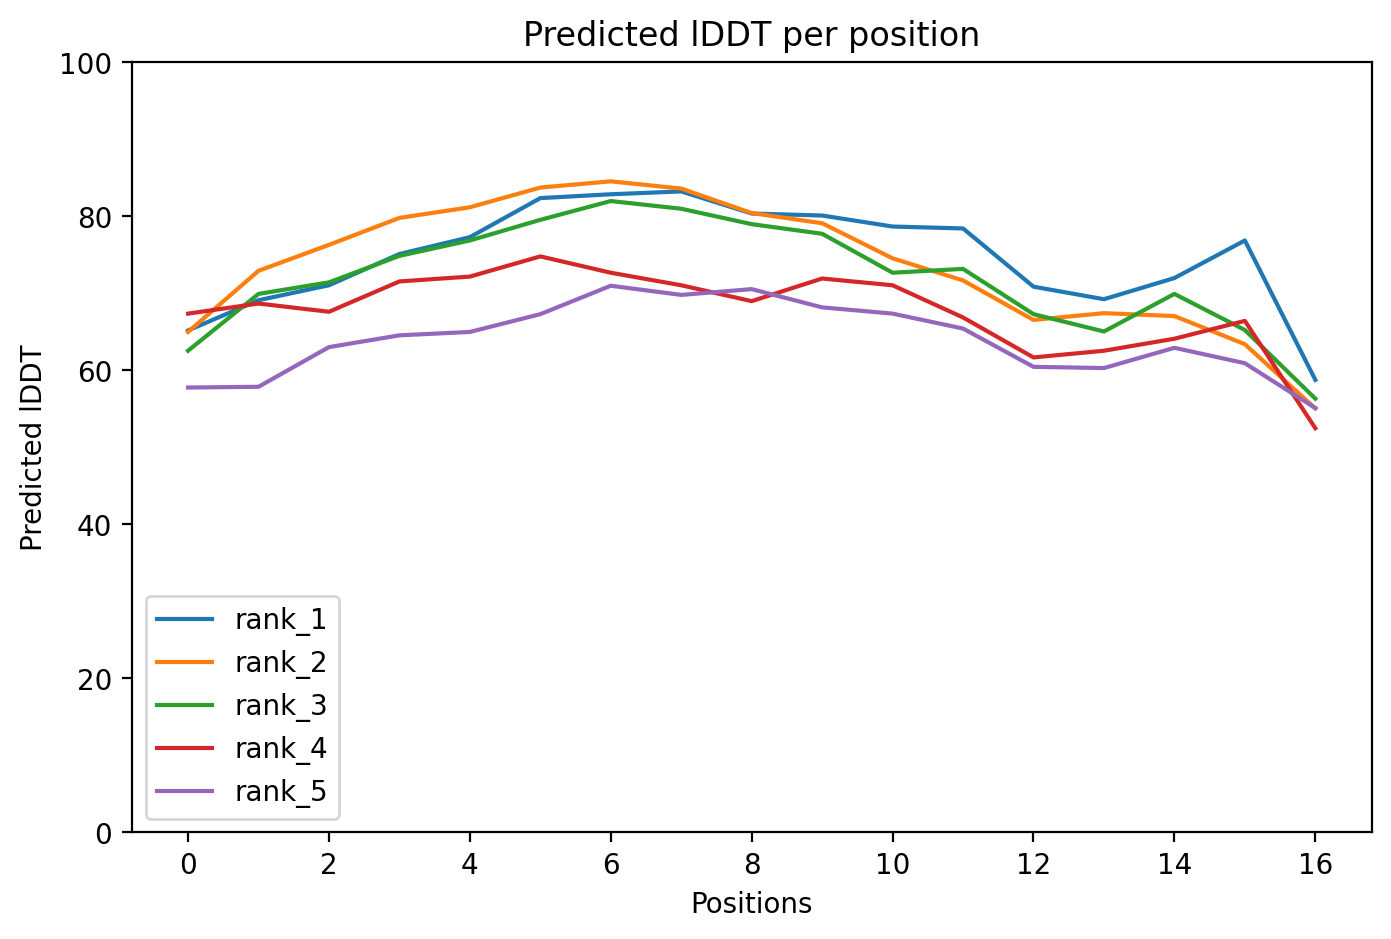 Predicted lDDT per position
100
80
60
40
20
0
Predicted lDDT
rank_1
rank_2
rank_3
rank_4
rank_5
0 2 4 6 8 10 12 14 16
Positions